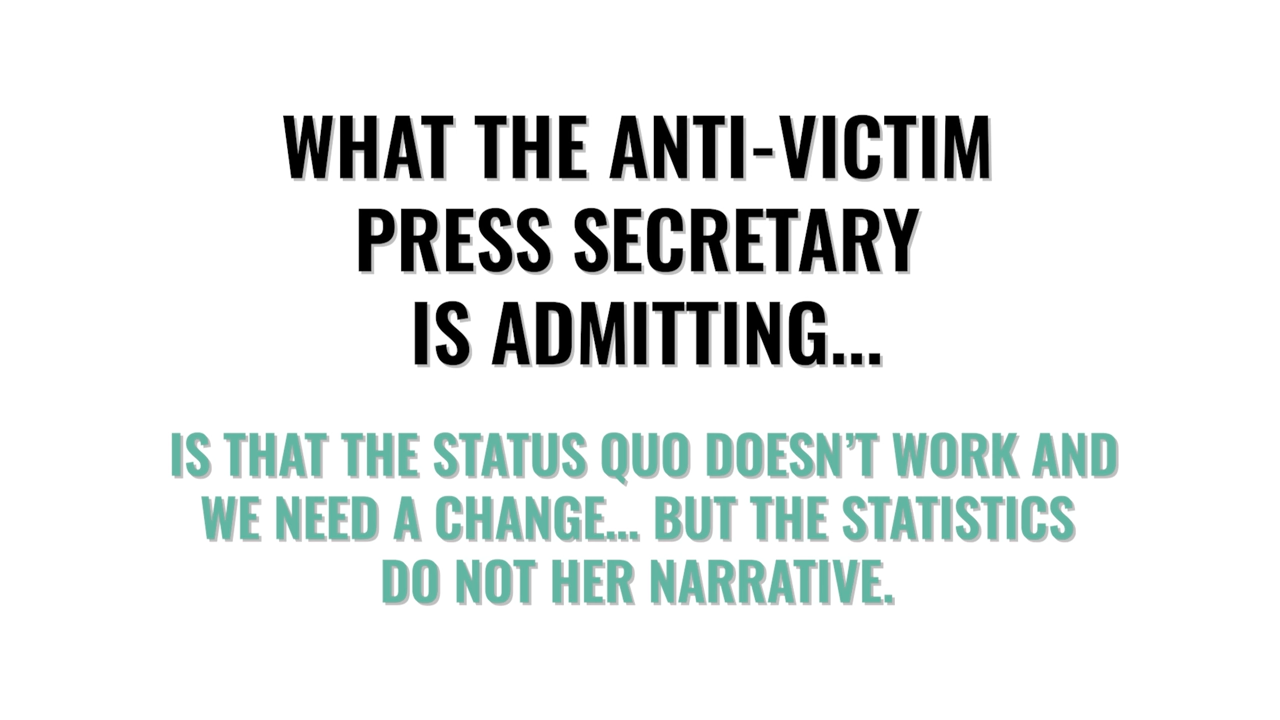 WHAT THE ANTI-VICTIM
PRESS SECRETARY
IS ADMITTING...
IS THAT THE STATUS QUO DOESN'T WORK AND
WE NEED A CHANGE... BUT THE STATISTICS
DO NOT HER NARRATIVE.